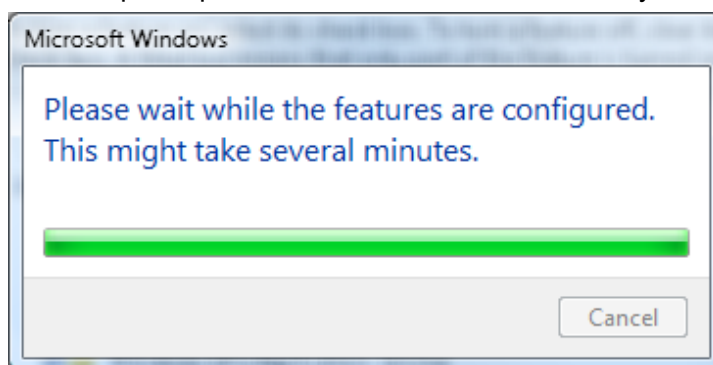 Microsoft Windows
Please wait while the features are configured.
This might take several minutes.
Cancel